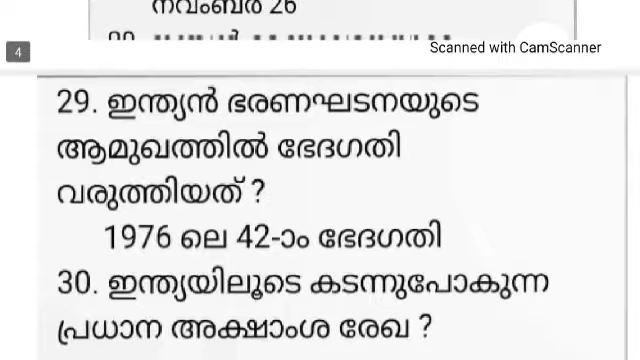 നവംബർ 26
4
Scanned with CamScanner
29. ഇന്ത്യൻ ഭരണഘടനയുടെ
ആമുഖത്തിൽ ഭേദഗതി
വരുത്തിയത് ?
1976 ലെ 42-ാം ഭേദഗതി
30. ഇന്ത്യയിലൂടെ കടന്നുപോകുന്ന
പ്രധാന അക്ഷാംശ രേഖ ?